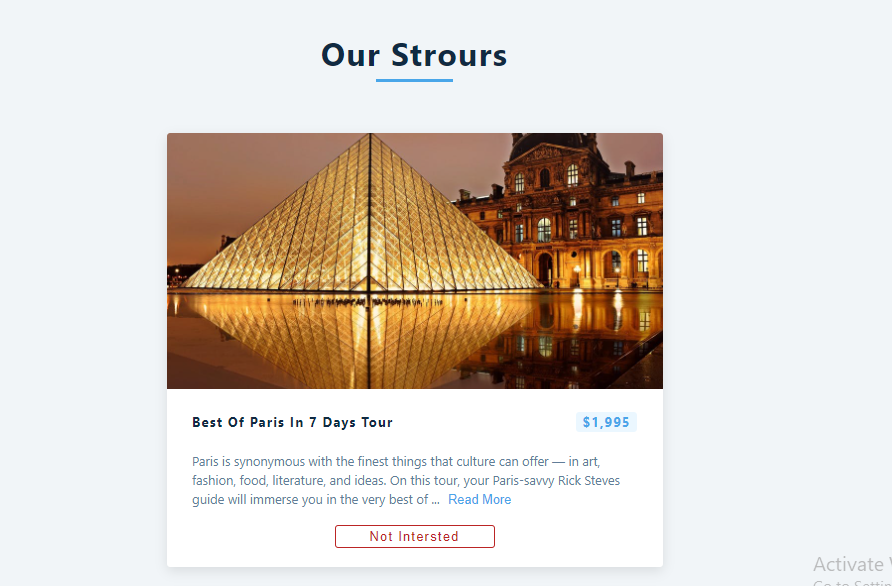 Our Strours
Best Of Paris In 7 Days Tour
$1,995
Paris is synonymous with the finest things that culture can offer — in art,
fashion, food, literature, and ideas. On this tour, your Paris-savvy Rick Steves
guide will immerse you in the very best of ... Read More
Not Intersted
Activate
Go to Settin